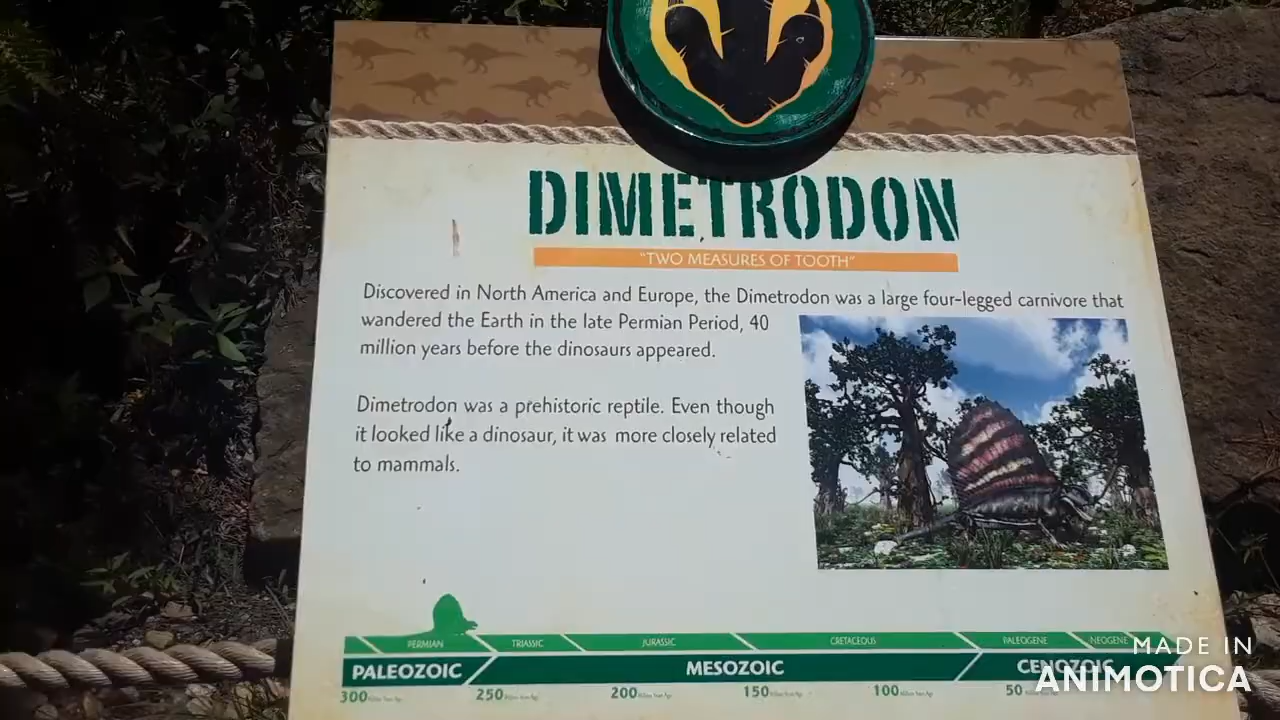 DIMETRODON
"TWO MEASURES OF TOOTH"
Discovered in North America and Europe, the Dimetrodon was a large four-legged carnivore that
wandered the Earth in the late Permian Period, 40
million years before the dinosaurs appeared.
Dimetrodon was a prehistoric reptile. Even though
it looked like a dinosaur, it was more closely related
to mammals.
PERMIAN TRIASSIC JURASSIC CRETACEOUS PALEOGENE NEOGENE
PALEOZOIC MESOZOIC CENOZOIC
300 250 200 150 100 50
MADE IN
ANIMOTICA